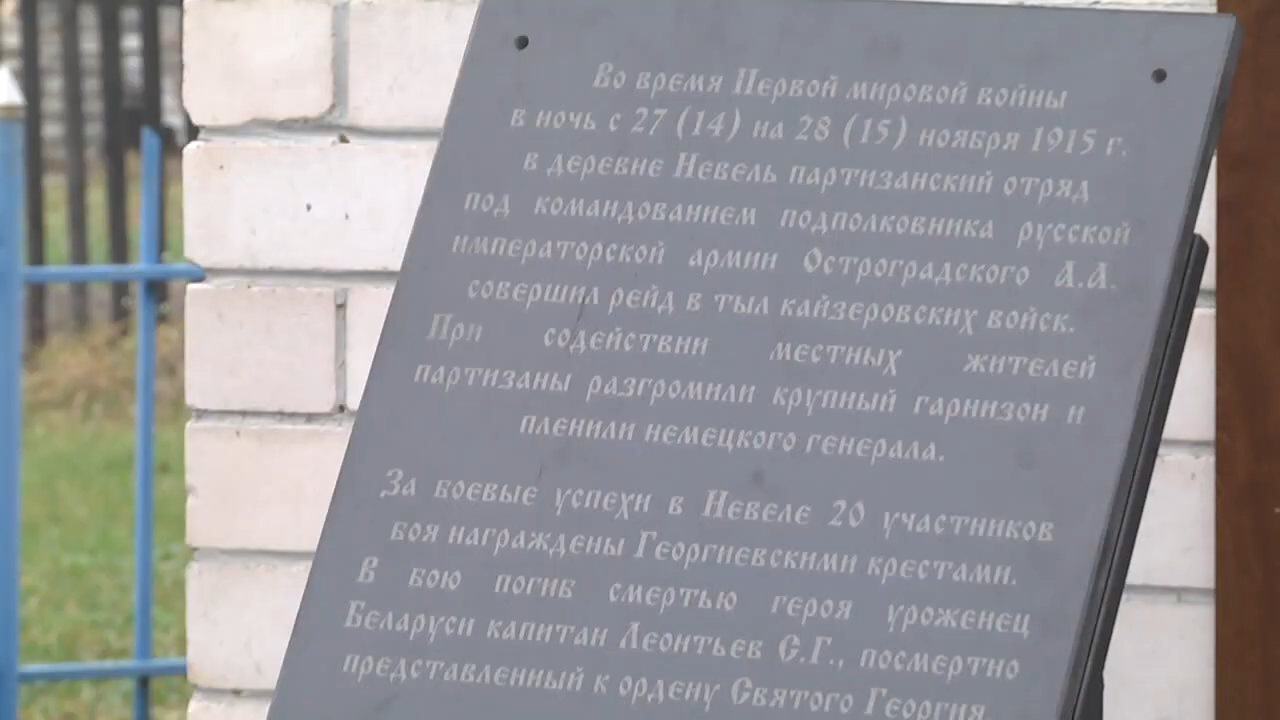 Во время Первой мировой войны
в ночь с 27 (14) на 28 (15) ноября 1915 г.
в деревне Невель партизанский отряд
под командованием подполковника русской
императорской армии Остроградского А.А.
совершил рейд в тыл кайзеровских войск.
При содействии местных жителей
партизаны разгромили крупный гарнизон и
пленили немецкого генерала.
За боевые успехи в Невеле 20 участников
боя награждены Георгиевскими крестами.
В бою погиб смертью героя уроженец
Беларуси капитан Леонтьев С.Г., посмертно
представленный к ордену Святого Георгия.